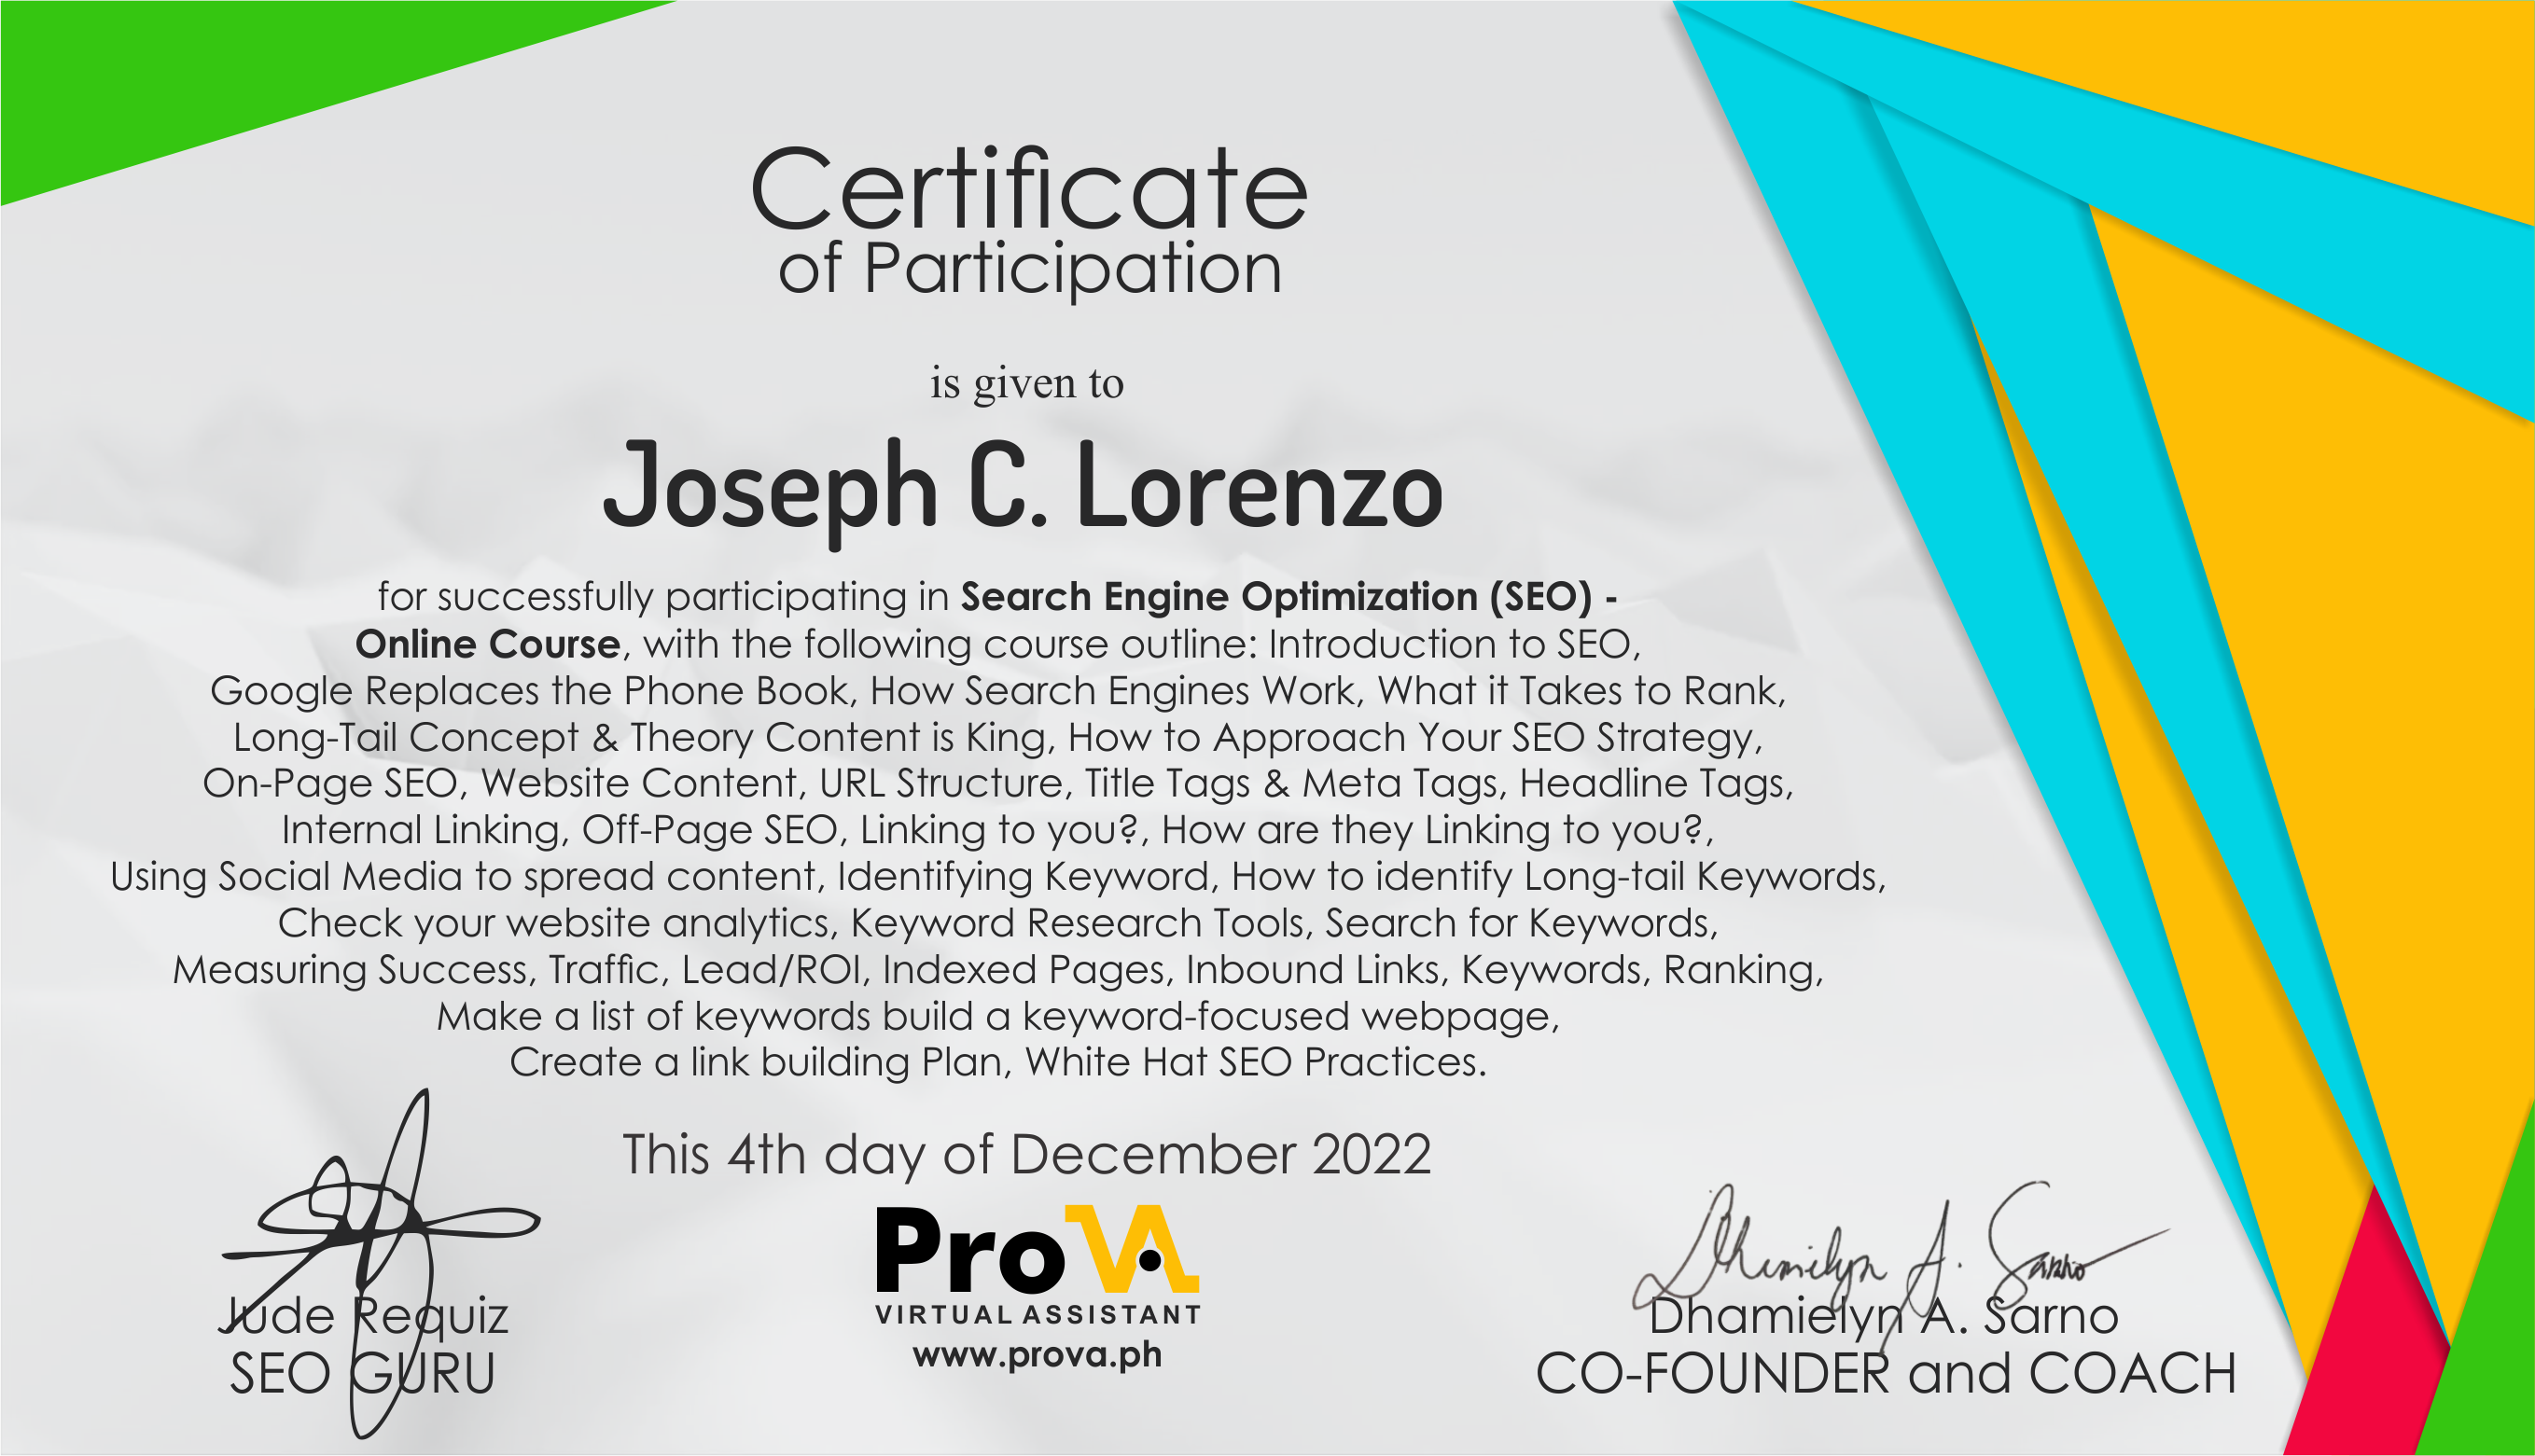 Certificate
of Participation
is given to
Joseph C. Lorenzo
for successfully participating in Search Engine Optimization (SEO) -
Online Course, with the following course outline: Introduction to SEO,
Google Replaces the Phone Book, How Search Engines Work, What it Takes to Rank,
Long-Tail Concept & Theory Content is King, How to Approach Your SEO Strategy,
On-Page SEO, Website Content, URL Structure, Title Tags & Meta Tags, Headline Tags,
Internal Linking, Off-Page SEO, Linking to you?, How are they Linking to you?,
Using Social Media to spread content, Identifying Keyword, How to identify Long-tail Keywords,
Check your website analytics, Keyword Research Tools, Search for Keywords,
Measuring Success, Traffic, Lead/ROI, Indexed Pages, Inbound Links, Keywords, Ranking,
Make a list of keywords build a keyword-focused webpage,
Create a link building Plan, White Hat SEO Practices.
This 4th day of December 2022
Jude Requiz
SEO GURU
ProVA
VIRTUAL ASSISTANT
www.prova.ph
Dhamielyn A. Sarno
Dhamielyn A. Sarno
CO-FOUNDER and COACH